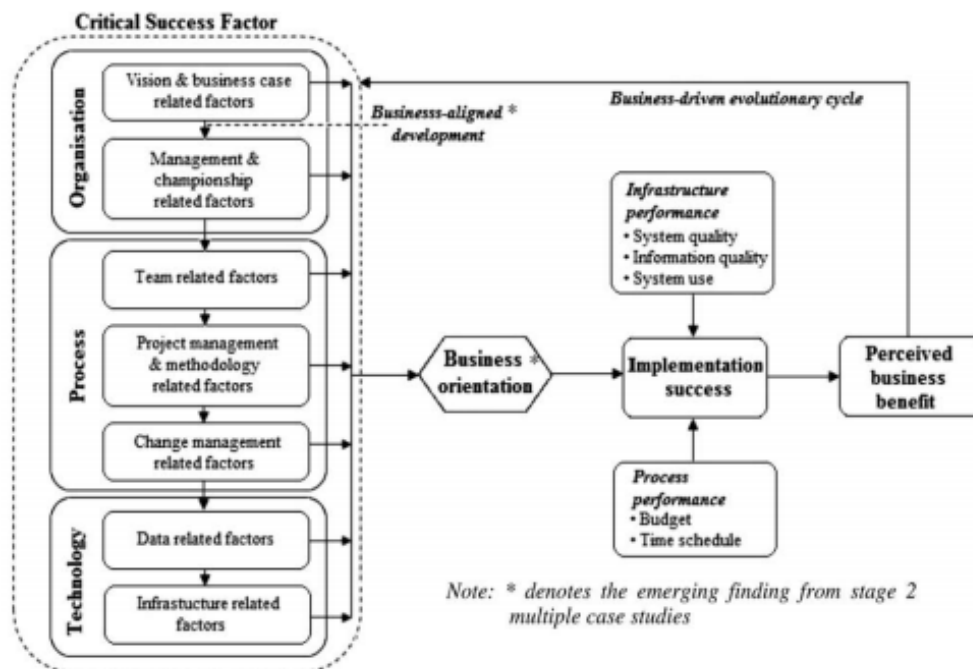 Critical Success Factor
Organisation
Vision & business case
related factors
Management &
championship
related factors
Process
Team related factors
Project management
& methodology
related factors
Change management
related factors
Technology
Data related factors
Infrastucture related
factors
Businesss-aligned *
development
Business-driven evolutionary cycle
Business *
orientation
Infrastructure
performance
• System quality
• Information quality
• System use
Implementation
success
Process
performance
• Budget
• Time schedule
Perceived
business
benefit
Note: * denotes the emerging finding from stage 2
multiple case studies